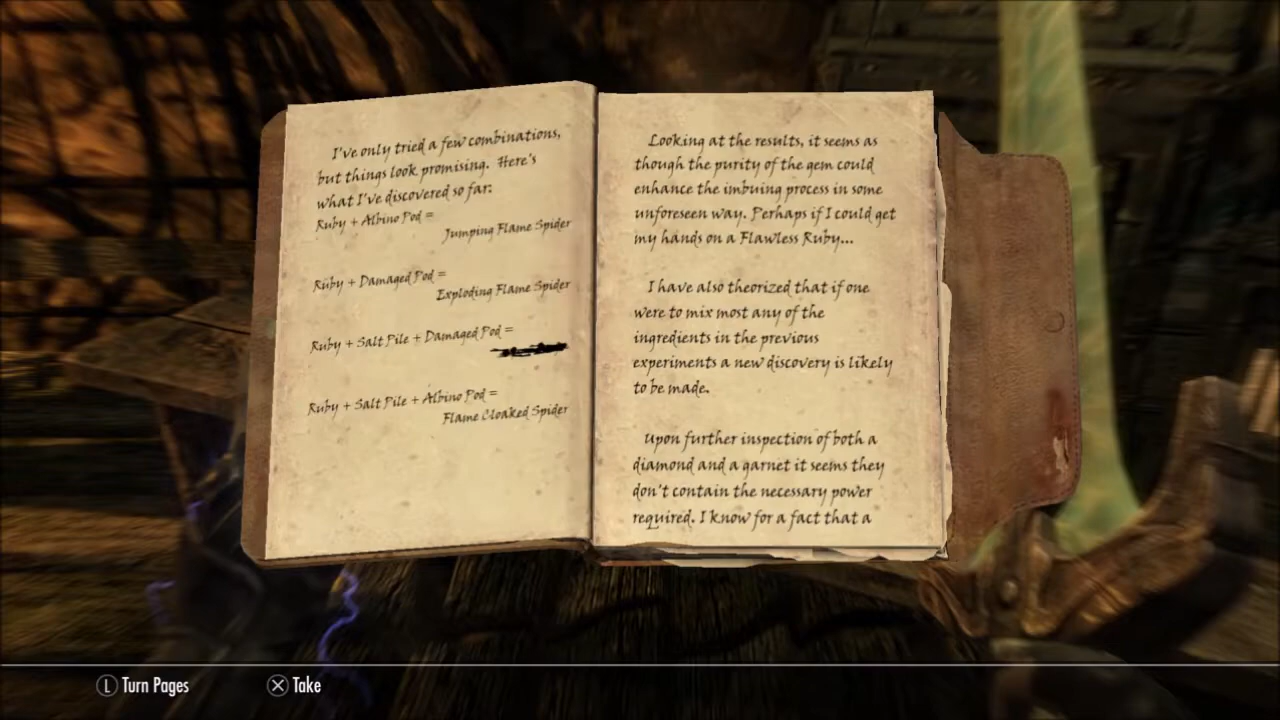 I've only tried a few combinations,
but things look promising. Here's
what I've discovered so far:
Ruby + Albino Pod =
Jumping Flame Spider
Ruby + Damaged Pod =
Exploding Flame Spider
Ruby + Salt Pile + Damaged Pod =
Ruby + Salt Pile + Albino Pod =
Flame Cloaked Spider
Looking at the results, it seems as
though the purity of the gem could
enhance the imbuing process in some
unforeseen way. Perhaps if I could get
my hands on a Flawless Ruby...
I have also theorized that if one
were to mix most any of the
ingredients in the previous
experiments a new discovery is likely
to be made.
Upon further inspection of both a
diamond and a garnet it seems they
don't contain the necessary power
required. I know for a fact that a
L Turn Pages
X Take